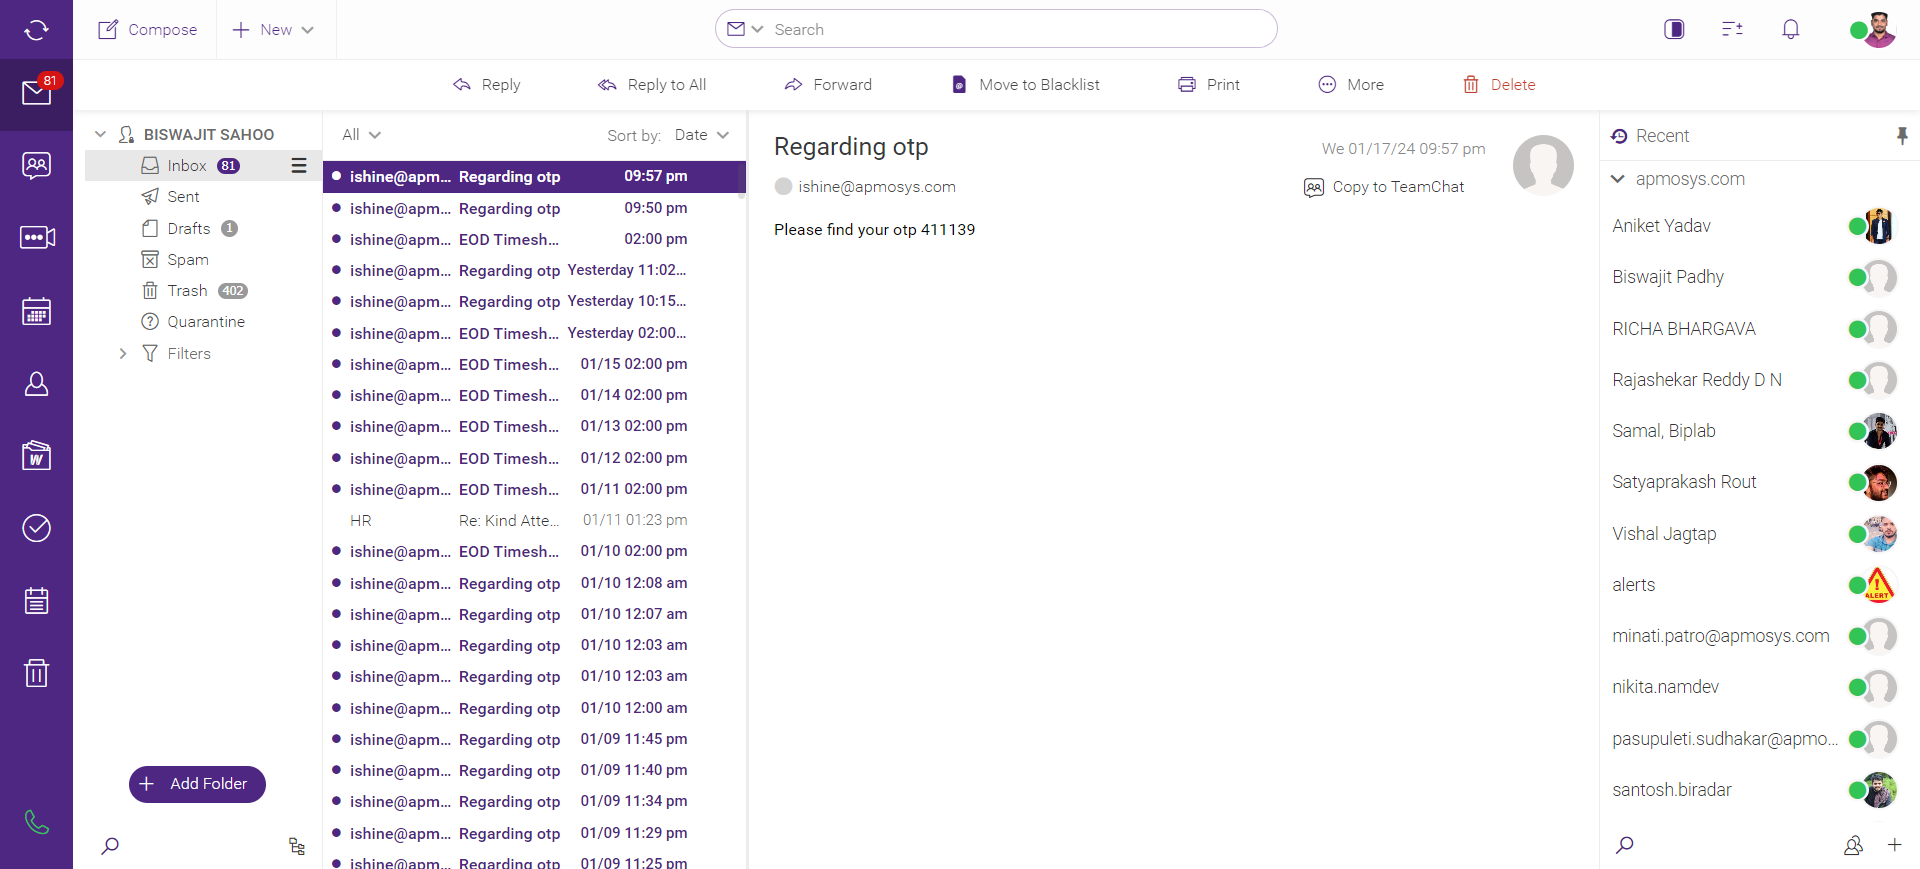 Compose
New
Search
81
Reply
Reply to All
Forward
Move to Blacklist
Print
More
Delete
BISWAJIT SAHOO
Inbox 81
Sent
Drafts 1
Spam
Trash 402
Quarantine
Filters
Add Folder
All
Sort by: Date
ishine@apm... Regarding otp 09:57 pm
ishine@apm... Regarding otp 09:50 pm
ishine@apm... EOD Timesh... 02:00 pm
ishine@apm... Regarding otp Yesterday 11:02...
ishine@apm... Regarding otp Yesterday 10:15...
ishine@apm... EOD Timesh... Yesterday 02:00...
ishine@apm... EOD Timesh... 01/15 02:00 pm
ishine@apm... EOD Timesh... 01/14 02:00 pm
ishine@apm... EOD Timesh... 01/13 02:00 pm
ishine@apm... EOD Timesh... 01/12 02:00 pm
ishine@apm... EOD Timesh... 01/11 02:00 pm
HR Re: Kind Atte... 01/11 01:23 pm
ishine@apm... EOD Timesh... 01/10 02:00 pm
ishine@apm... Regarding otp 01/10 12:08 am
ishine@apm... Regarding otp 01/10 12:07 am
ishine@apm... Regarding otp 01/10 12:03 am
ishine@apm... Regarding otp 01/10 12:03 am
ishine@apm... Regarding otp 01/10 12:00 am
ishine@apm... Regarding otp 01/09 11:45 pm
ishine@apm... Regarding otp 01/09 11:40 pm
ishine@apm... Regarding otp 01/09 11:34 pm
ishine@apm... Regarding otp 01/09 11:29 pm
ishine@apm... Regarding otp 01/09 11:25 pm
Regarding otp
We 01/17/24 09:57 pm
ishine@apmosys.com
Copy to TeamChat
Please find your otp 411139
Recent
apmosys.com
Aniket Yadav
Biswajit Padhy
RICHA BHARGAVA
Rajashekar Reddy D N
Samal, Biplab
Satyaprakash Rout
Vishal Jagtap
alerts
ALERT
minati.patro@apmosys.com
nikita.namdev
pasupuleti.sudhakar@apmo...
santosh.biradar